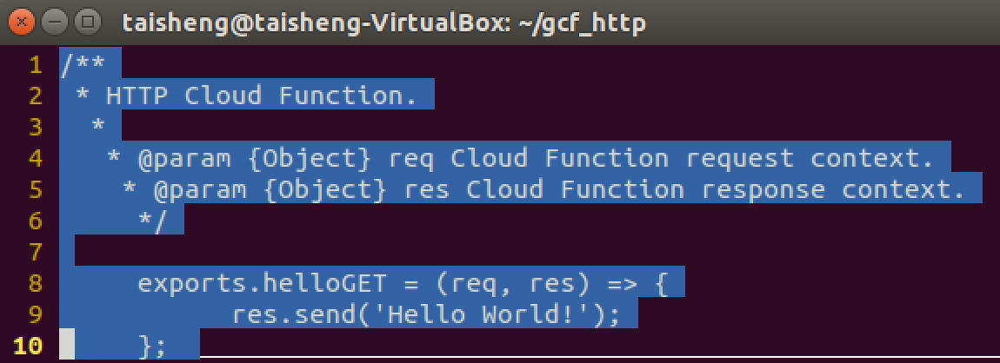 taisheng@taisheng-VirtualBox: ~/gcf_http
1 /**
2  * HTTP Cloud Function.
3   *
4    * @param {Object} req Cloud Function request context.
5     * @param {Object} res Cloud Function response context.
6      */
7
8      exports.helloGET = (req, res) => {
9            res.send('Hello World!');
10      };